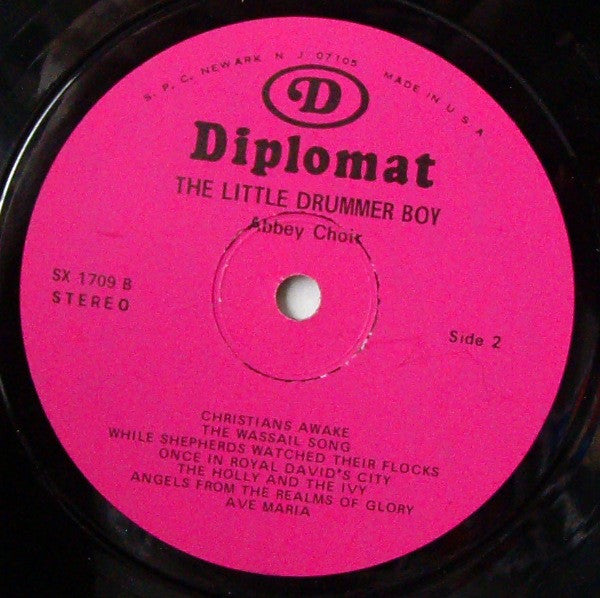 S. P. C. NEWARK N J 07105 MADE IN U S A
D
Diplomat
THE LITTLE DRUMMER BOY
Abbey Choir
SX 1709 B
STEREO
Side 2
CHRISTIANS AWAKE
THE WASSAIL SONG
WHILE SHEPHERDS WATCHED THEIR FLOCKS
ONCE IN ROYAL DAVID'S CITY
THE HOLLY AND THE IVY
ANGELS FROM THE REALMS OF GLORY
AVE MARIA